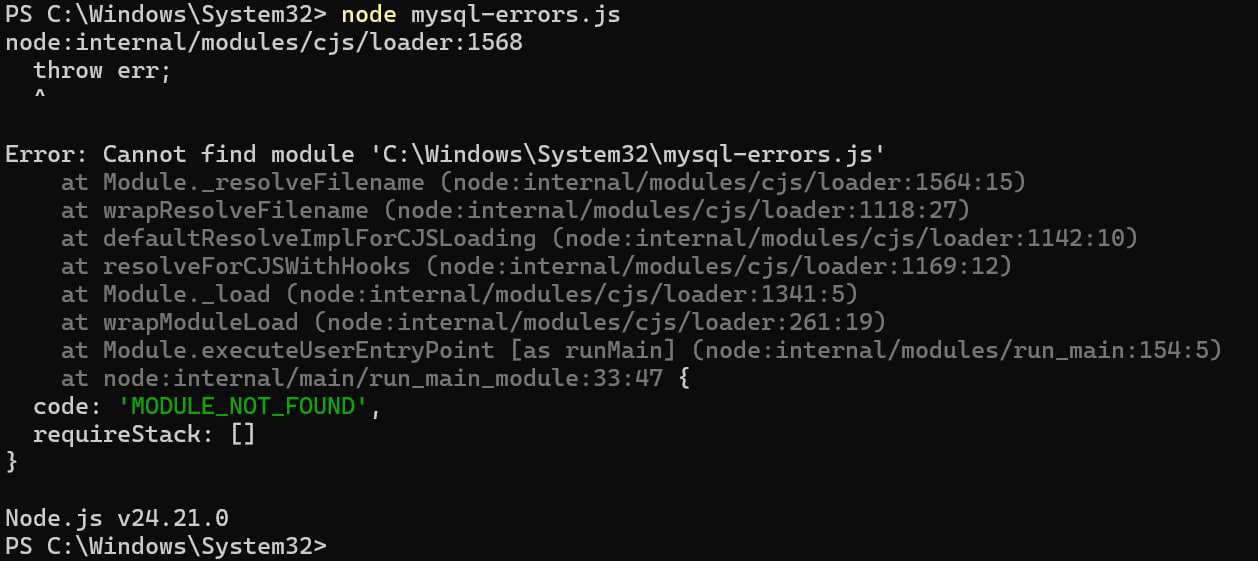 PS C:\Windows\System32> node mysql-errors.js
node:internal/modules/cjs/loader:1568
  throw err;
  ^

Error: Cannot find module 'C:\Windows\System32\mysql-errors.js'
    at Module._resolveFilename (node:internal/modules/cjs/loader:1564:15)
    at wrapResolveFilename (node:internal/modules/cjs/loader:1118:27)
    at defaultResolveImplForCJSLoading (node:internal/modules/cjs/loader:1142:10)
    at resolveForCJSWithHooks (node:internal/modules/cjs/loader:1169:12)
    at Module._load (node:internal/modules/cjs/loader:1341:5)
    at wrapModuleLoad (node:internal/modules/cjs/loader:261:19)
    at Module.executeUserEntryPoint [as runMain] (node:internal/modules/run_main:154:5)
    at node:internal/main/run_main_module:33:47 {
  code: 'MODULE_NOT_FOUND',
  requireStack: []
}

Node.js v24.21.0
PS C:\Windows\System32>